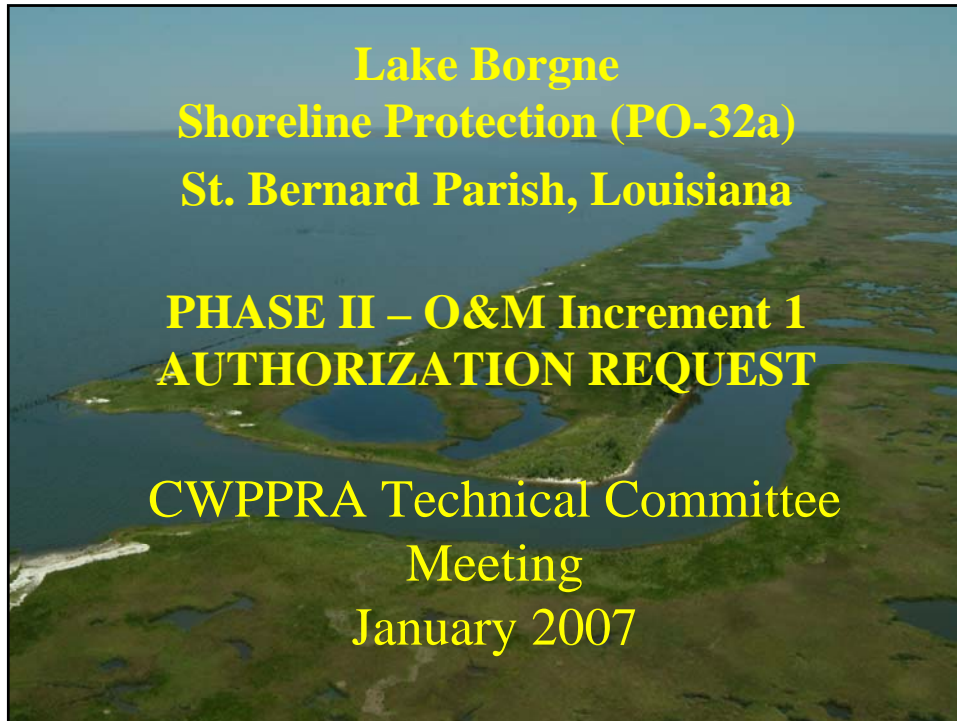 Lake Borgne
Shoreline Protection (PO-32a)
St. Bernard Parish, Louisiana
PHASE II – O&M Increment 1
AUTHORIZATION REQUEST
CWPPRA Technical Committee
Meeting
January 2007